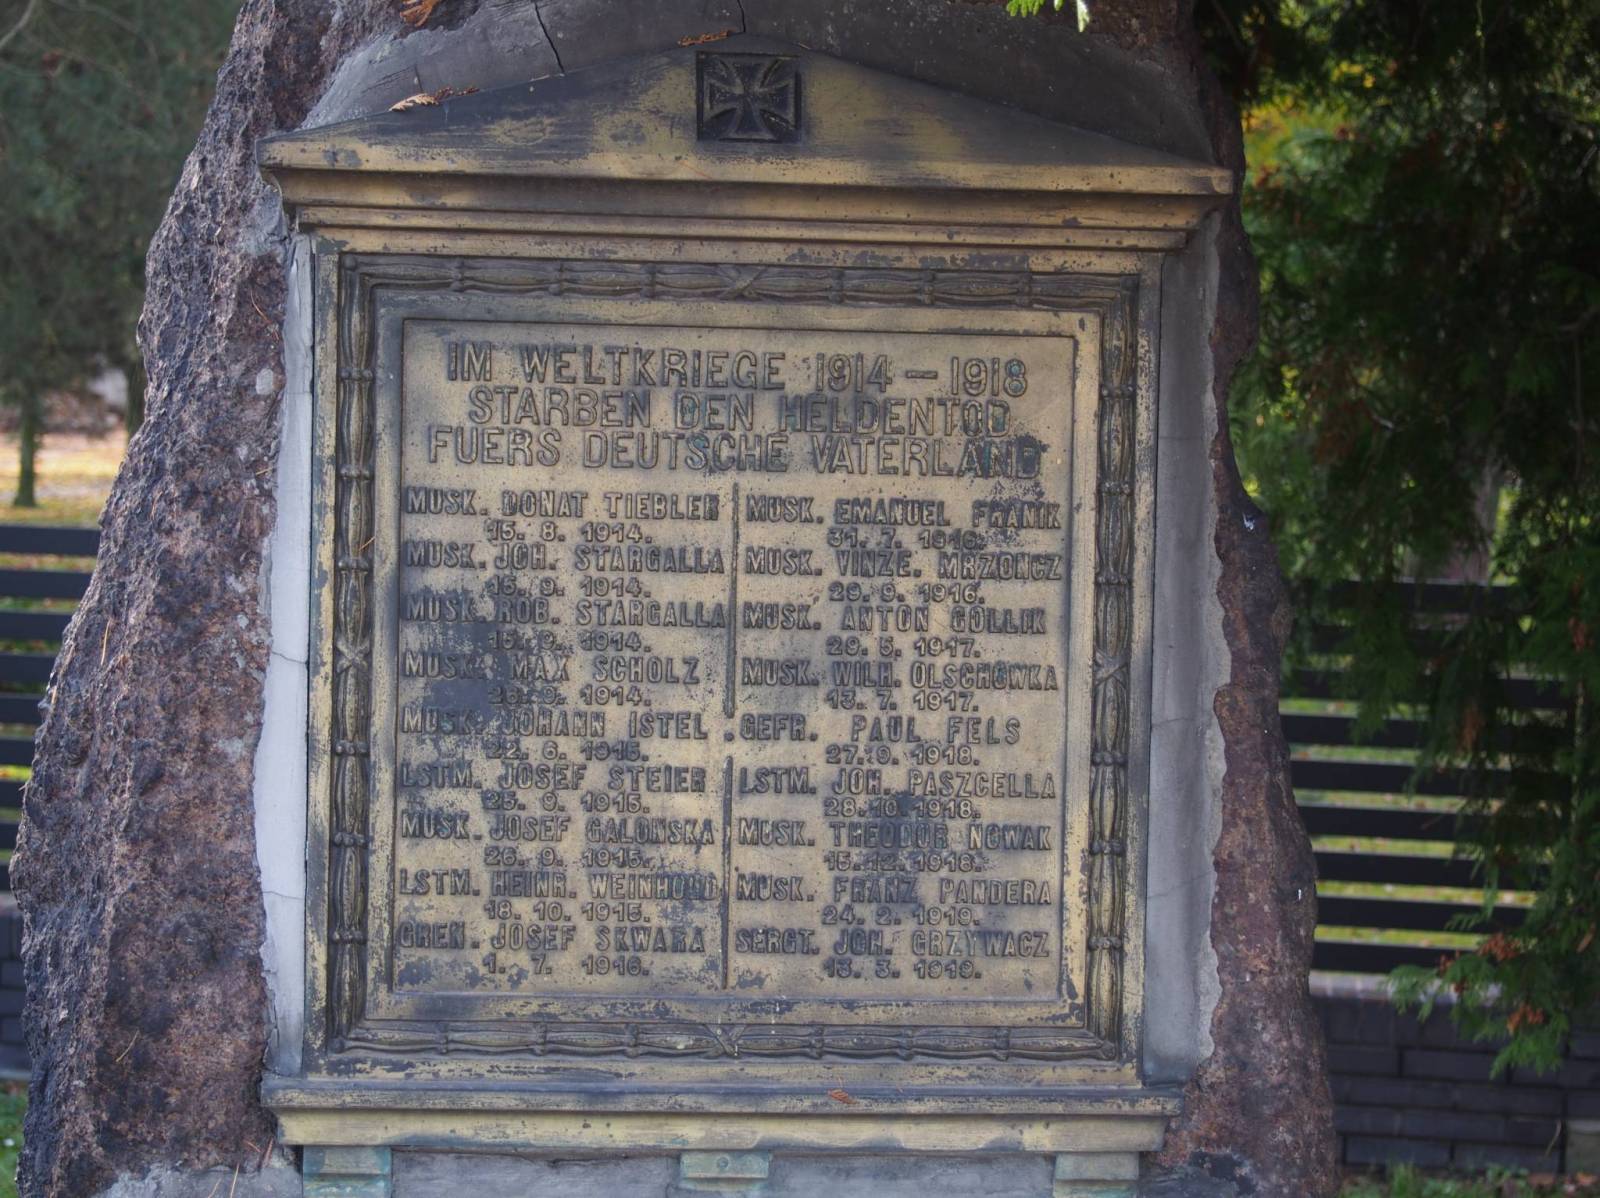 IM WELTKRIEGE 1914 – 1918
STARBEN DEN HELDENTOD
FUERS DEUTSCHE VATERLAND
MUSK. DONAT TIEBLER
15. 8. 1914.
MUSK. JOH. STARGALLA
15. 9. 1914.
MUSK. ROB. STARGALLA
15. 9. 1914.
MUSK. MAX SCHOLZ
26. 9. 1914.
MUSK. JOHANN ISTEL
22. 6. 1915.
LSTM. JOSEF STEIER
25. 9. 1915.
MUSK. JOSEF GALONSKA
26. 9. 1915.
LSTM. HEINR. WEINHOLD
18. 10. 1915.
GREN. JOSEF SKWARA
1. 7. 1916.
MUSK. EMANUEL FRANIK
31. 7. 1916.
MUSK. VINZE. MRZONCZ
29. 9. 1916.
MUSK. ANTON GOLLIK
29. 5. 1917.
MUSK. WILH. OLSCHOWKA
13. 7. 1917.
GEFR. PAUL FELS
27. 9. 1918.
LSTM. JOH. PASZCELLA
28. 10. 1918.
MUSK. THEODOR NOWAK
15. 12. 1918.
MUSK. FRANZ PANDERA
24. 2. 1919.
SERGT. JOH. GRZYWACZ
13. 3. 1919.